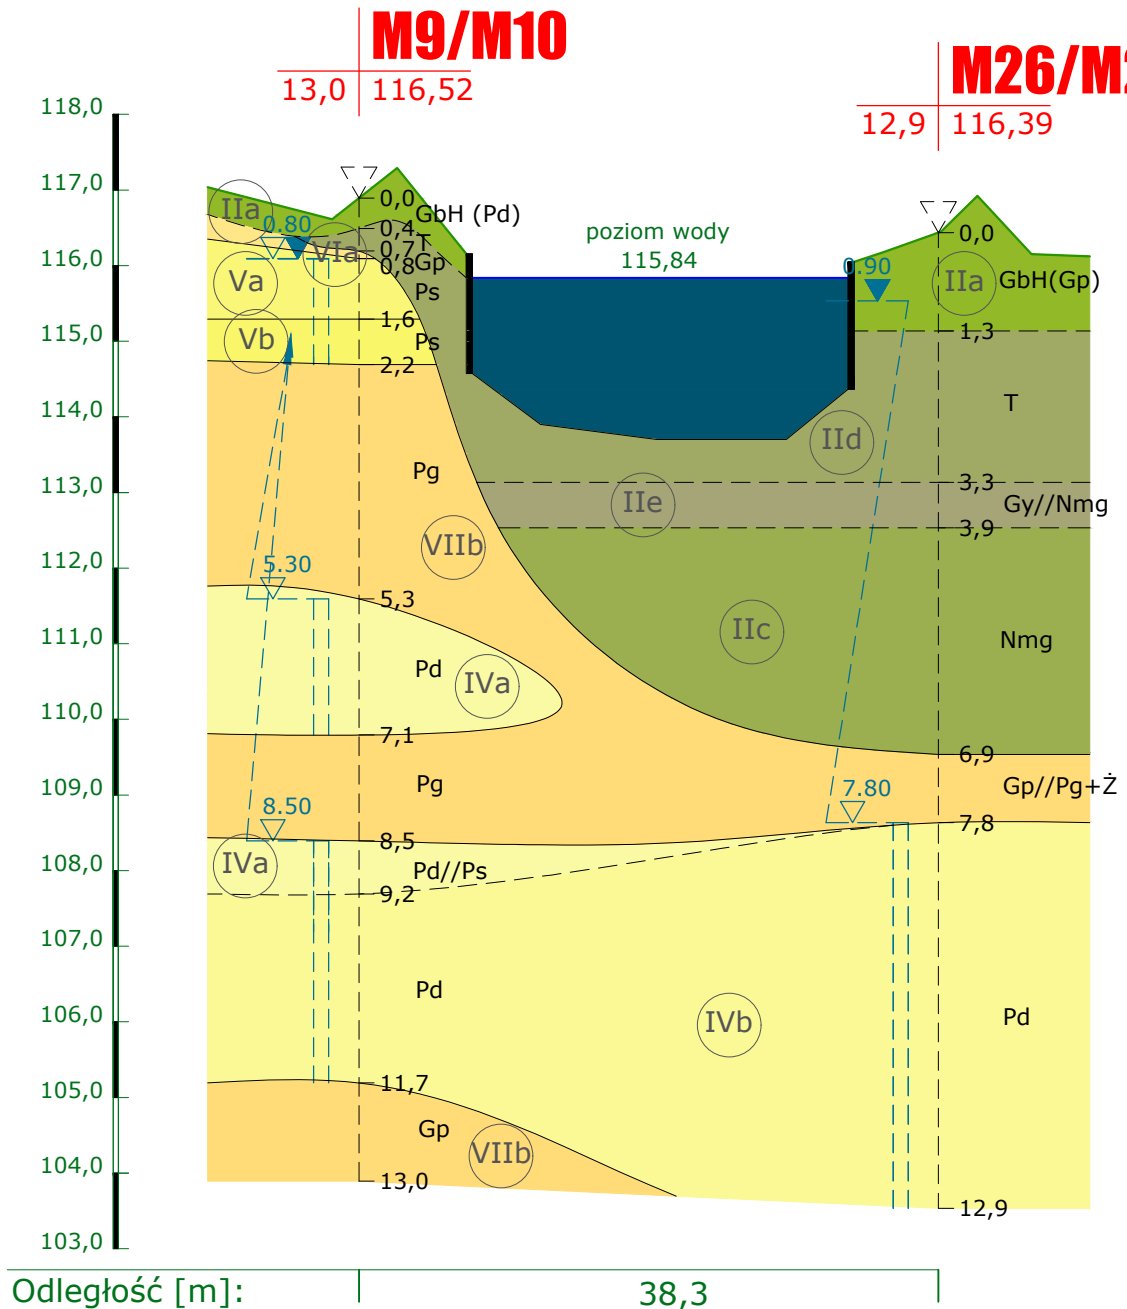 M9/M10
13,0 116,52
M26/M2
12,9 116,39
118,0
117,0
116,0
115,0
114,0
113,0
112,0
111,0
110,0
109,0
108,0
107,0
106,0
105,0
104,0
103,0
IIa
0.80
VIa
Va
Vb
0,0
0,4
0,7
0,8
1,6
2,2
5,3
7,1
8,5
9,2
11,7
13,0
GbH (Pd)
T
Gp
Ps
Ps
Pg
VIIb
5.30
Pd
IVa
Pg
8.50
IVa
Pd//Ps
Pd
Gp
VIIb
poziom wody
115,84
IId
IIe
IIc
IVb
0.90
7.80
IIa
0,0
1,3
3,3
3,9
6,9
7,8
12,9
GbH(Gp)
T
Gy//Nmg
Nmg
Gp//Pg+Ż
Pd
Odległość [m]:
38,3